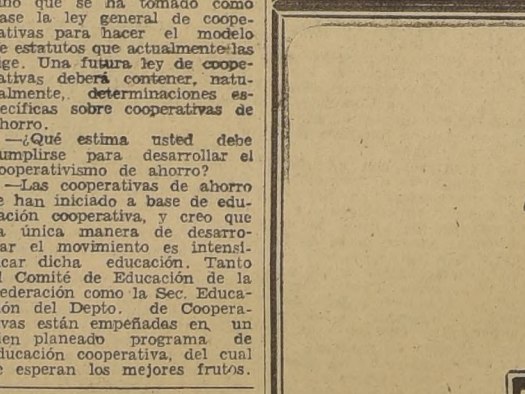 que se ha tomado como
ase la ley general de coope-
ativas para hacer el modelo
e estatutos que actualmente las
ige. Una futura ley de coope-
ativas deberá contener, natu-
almente, determinaciones es-
ecíficas sobre cooperativas de
horro.
—¿Qué estima usted debe
umplirse para desarrollar el
ooperativismo de ahorro?
—Las cooperativas de ahorro
e han iniciado a base de edu-
ación cooperativa, y creo que
a única manera de desarro-
ar el movimiento es intensi-
icar dicha educación. Tanto
l Comité de Educación de la
ederación como la Sec. Educa-
ión del Depto. de Coopera-
vas están empeñadas en un
ien planeado programa de
ducación cooperativa, del cual
e esperan los mejores frutos.